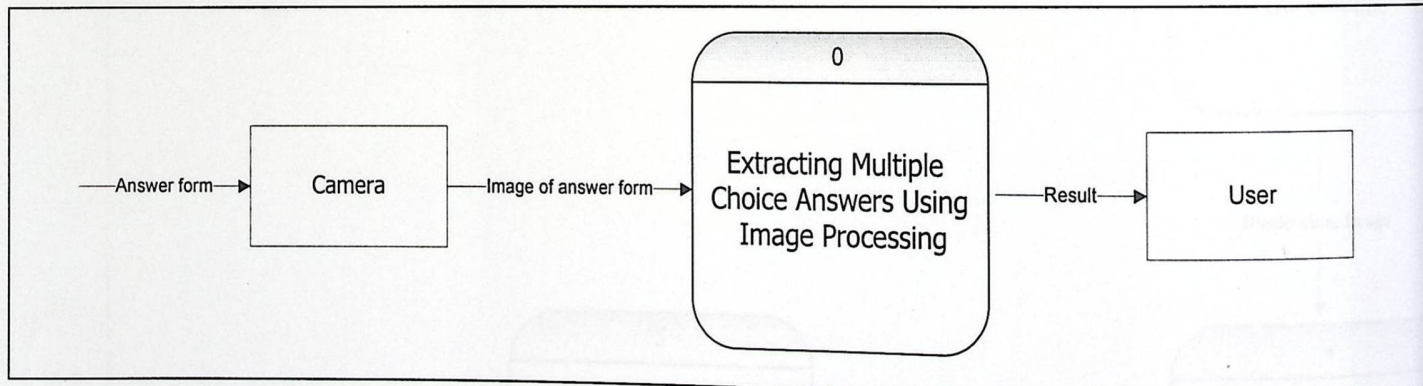 0
Answer form
Camera
Image of answer form
Extracting Multiple
Choice Answers Using
Image Processing
Result
User